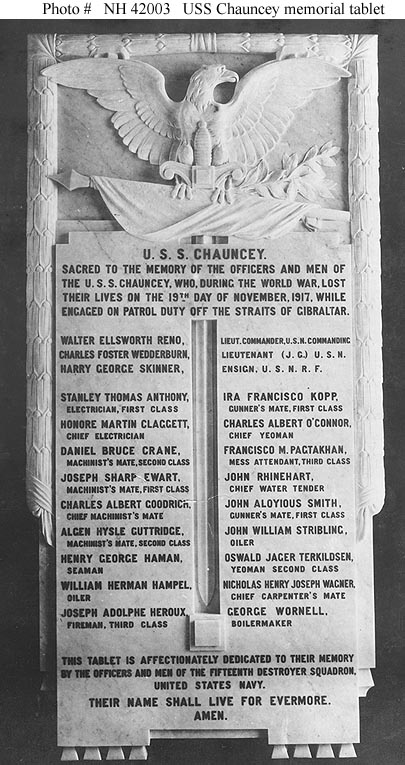 Photo # NH 42003 USS Chauncey memorial tablet
U. S. S. CHAUNCEY.
SACRED TO THE MEMORY OF THE OFFICERS AND MEN OF
THE U. S. S. CHAUNCEY, WHO, DURING THE WORLD WAR, LOST
THEIR LIVES ON THE 19TH DAY OF NOVEMBER, 1917, WHILE
ENGAGED ON PATROL DUTY OFF THE STRAITS OF GIBRALTAR.
WALTER ELLSWORTH RENO, LIEUT. COMMANDER, U.S.N. COMMANDING
CHARLES FOSTER WEDDERBURN, LIEUTENANT (J. G.) U. S. N.
HARRY GEORGE SKINNER, ENSIGN, U. S. N. R. F.
STANLEY THOMAS ANTHONY,
ELECTRICIAN, FIRST CLASS
HONORE MARTIN CLAGGETT,
CHIEF ELECTRICIAN
DANIEL BRUCE CRANE,
MACHINIST'S MATE, SECOND CLASS
JOSEPH SHARP EWART,
MACHINIST'S MATE, FIRST CLASS
CHARLES ALBERT GOODRICH,
CHIEF MACHINIST'S MATE
ALGEN HYSLE GUTTRIDGE,
MACHINIST'S MATE, SECOND CLASS
HENRY GEORGE HAMAN,
SEAMAN
WILLIAM HERMAN HAMPEL,
OILER
JOSEPH ADOLPHE HEROUX,
FIREMAN, THIRD CLASS
IRA FRANCISCO KOPP,
GUNNER'S MATE, FIRST CLASS
CHARLES ALBERT O'CONNOR,
CHIEF YEOMAN
FRANCISCO M. PAGTAKHAN,
MESS ATTENDANT, THIRD CLASS
JOHN RHINEHART,
CHIEF WATER TENDER
JOHN ALOYIOUS SMITH,
GUNNER'S MATE, FIRST CLASS
JOHN WILLIAM STRIBLING,
OILER
OSWALD JAGER TERKILDSEN,
YEOMAN SECOND CLASS
NICHOLAS HENRY JOSEPH WAGNER,
CHIEF CARPENTER'S MATE
GEORGE WORNELL,
BOILERMAKER
THIS TABLET IS AFFECTIONATELY DEDICATED TO THEIR MEMORY
BY THE OFFICERS AND MEN OF THE FIFTEENTH DESTROYER SQUADRON,
UNITED STATES NAVY.
THEIR NAME SHALL LIVE FOR EVERMORE.
AMEN.